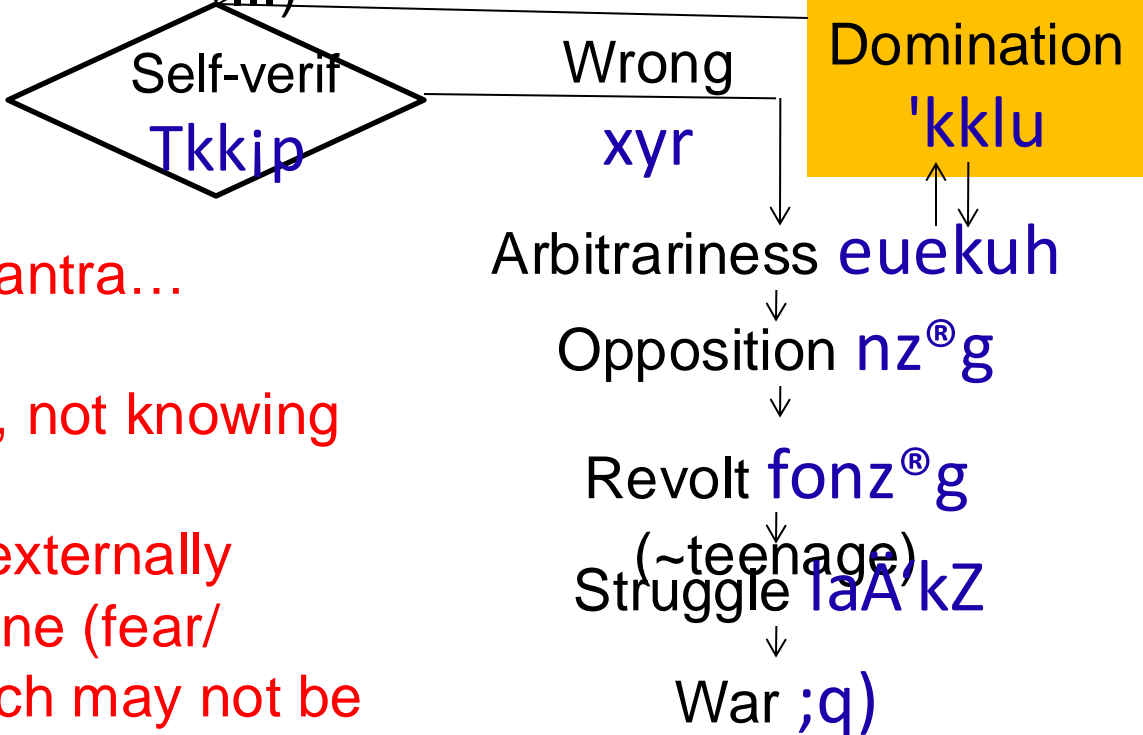 Self-verif
Tkkjp
Wrong
xyr
Domination
'kklu
Arbitrariness euekuh
antra…
Opposition nz®g
, not knowing
Revolt fonz®g
(~teenage)
externally
Struggle laÄ'kZ
ne (fear/
ch may not be
War ;q)